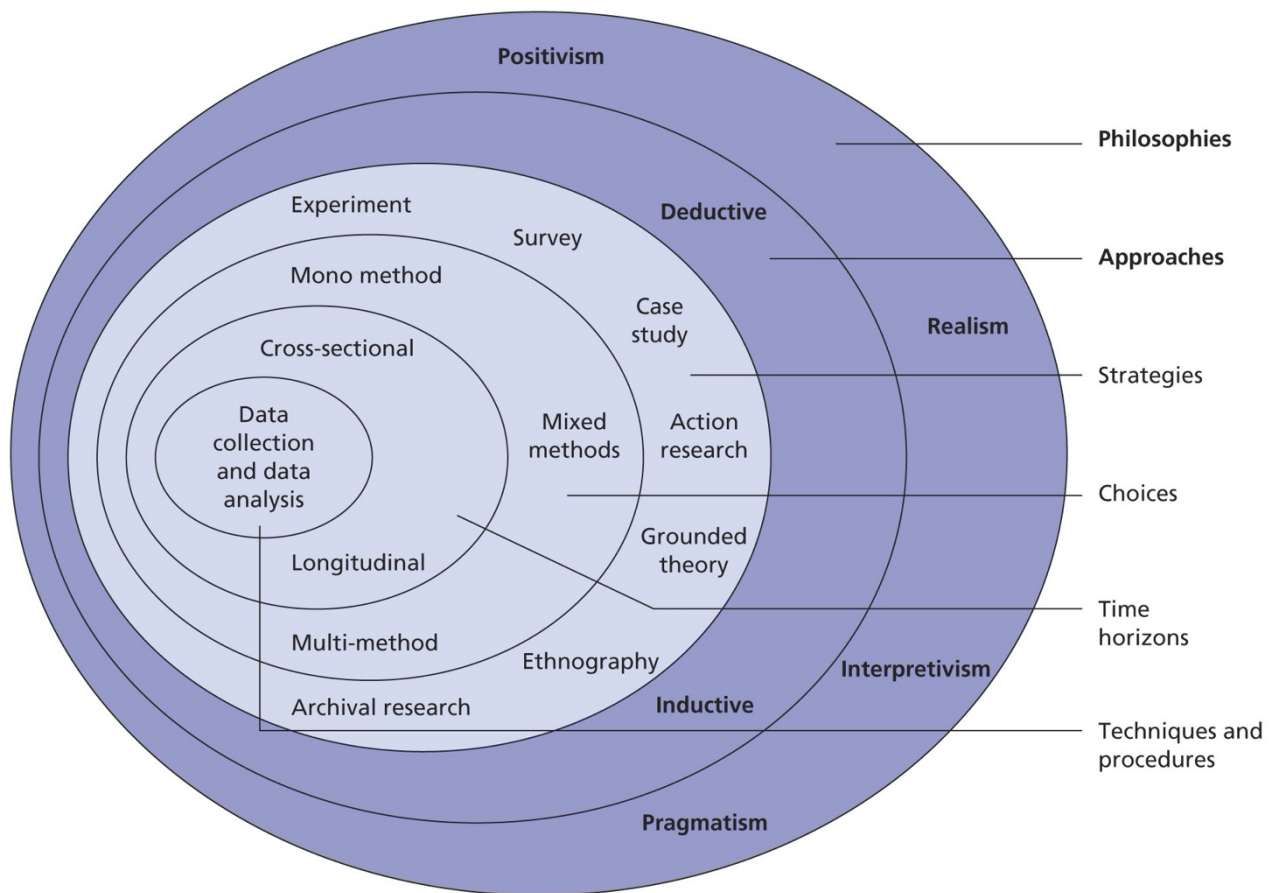 Positivism
Philosophies
Deductive
Approaches
Realism
Experiment
Survey
Case
study
Strategies
Action
research
Grounded
theory
Ethnography
Archival research
Mono method
Mixed
methods
Multi-method
Choices
Cross-sectional
Longitudinal
Time
horizons
Data
collection
and data
analysis
Techniques and
procedures
Inductive
Interpretivism
Pragmatism